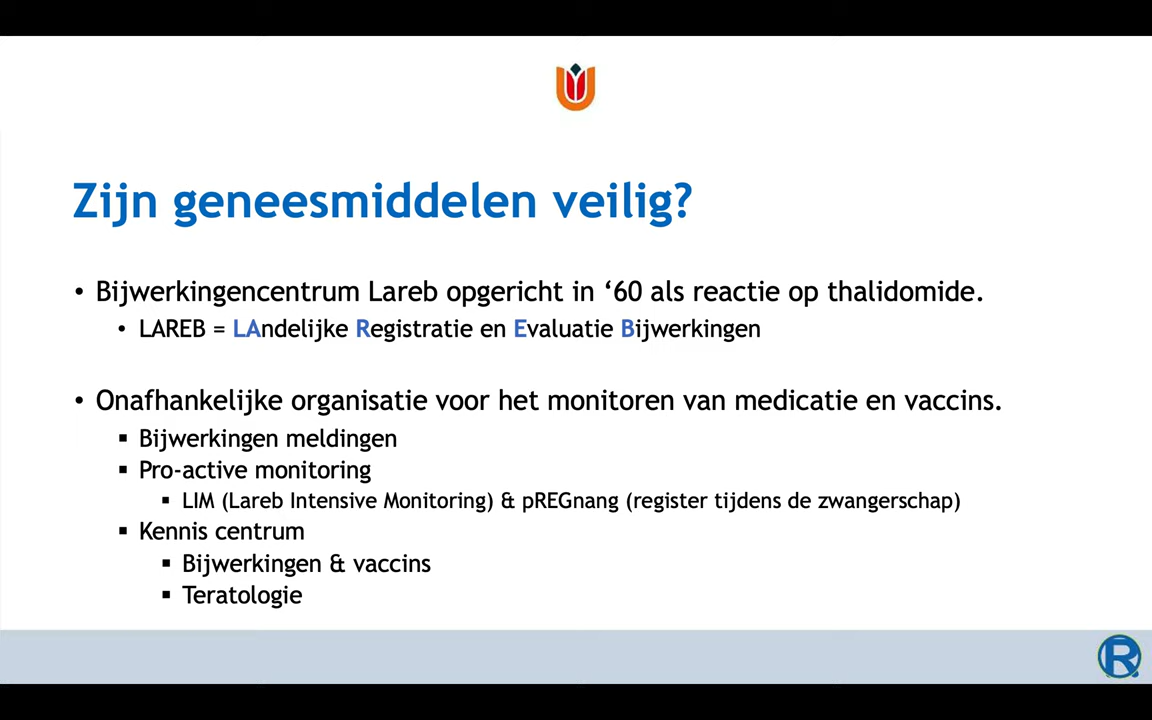 Zijn geneesmiddelen veilig?
• Bijwerkingencentrum Lareb opgericht in ‘60 als reactie op thalidomide.
• LAREB = LAndelijke Registratie en Evaluatie Bijwerkingen
• Onafhankelijke organisatie voor het monitoren van medicatie en vaccins.
▪ Bijwerkingen meldingen
▪ Pro-active monitoring
▪ LIM (Lareb Intensive Monitoring) & pREGnang (register tijdens de zwangerschap)
▪ Kennis centrum
▪ Bijwerkingen & vaccins
▪ Teratologie
R